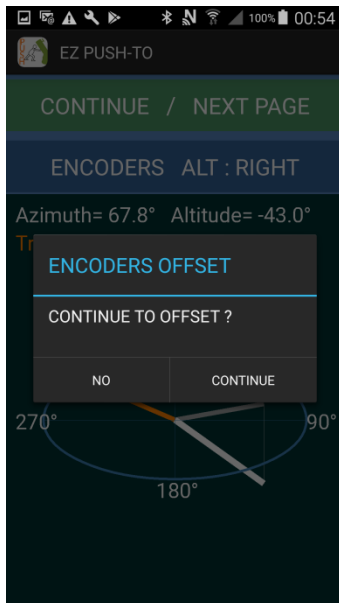 100% 00:54
EZ PUSH-TO
CONTINUE / NEXT PAGE
ENCODERS ALT : RIGHT
Azimuth= 67.8° Altitude= -43.0°
Tr
ENCODERS OFFSET
CONTINUE TO OFFSET ?
NO CONTINUE
270° 90°
180°